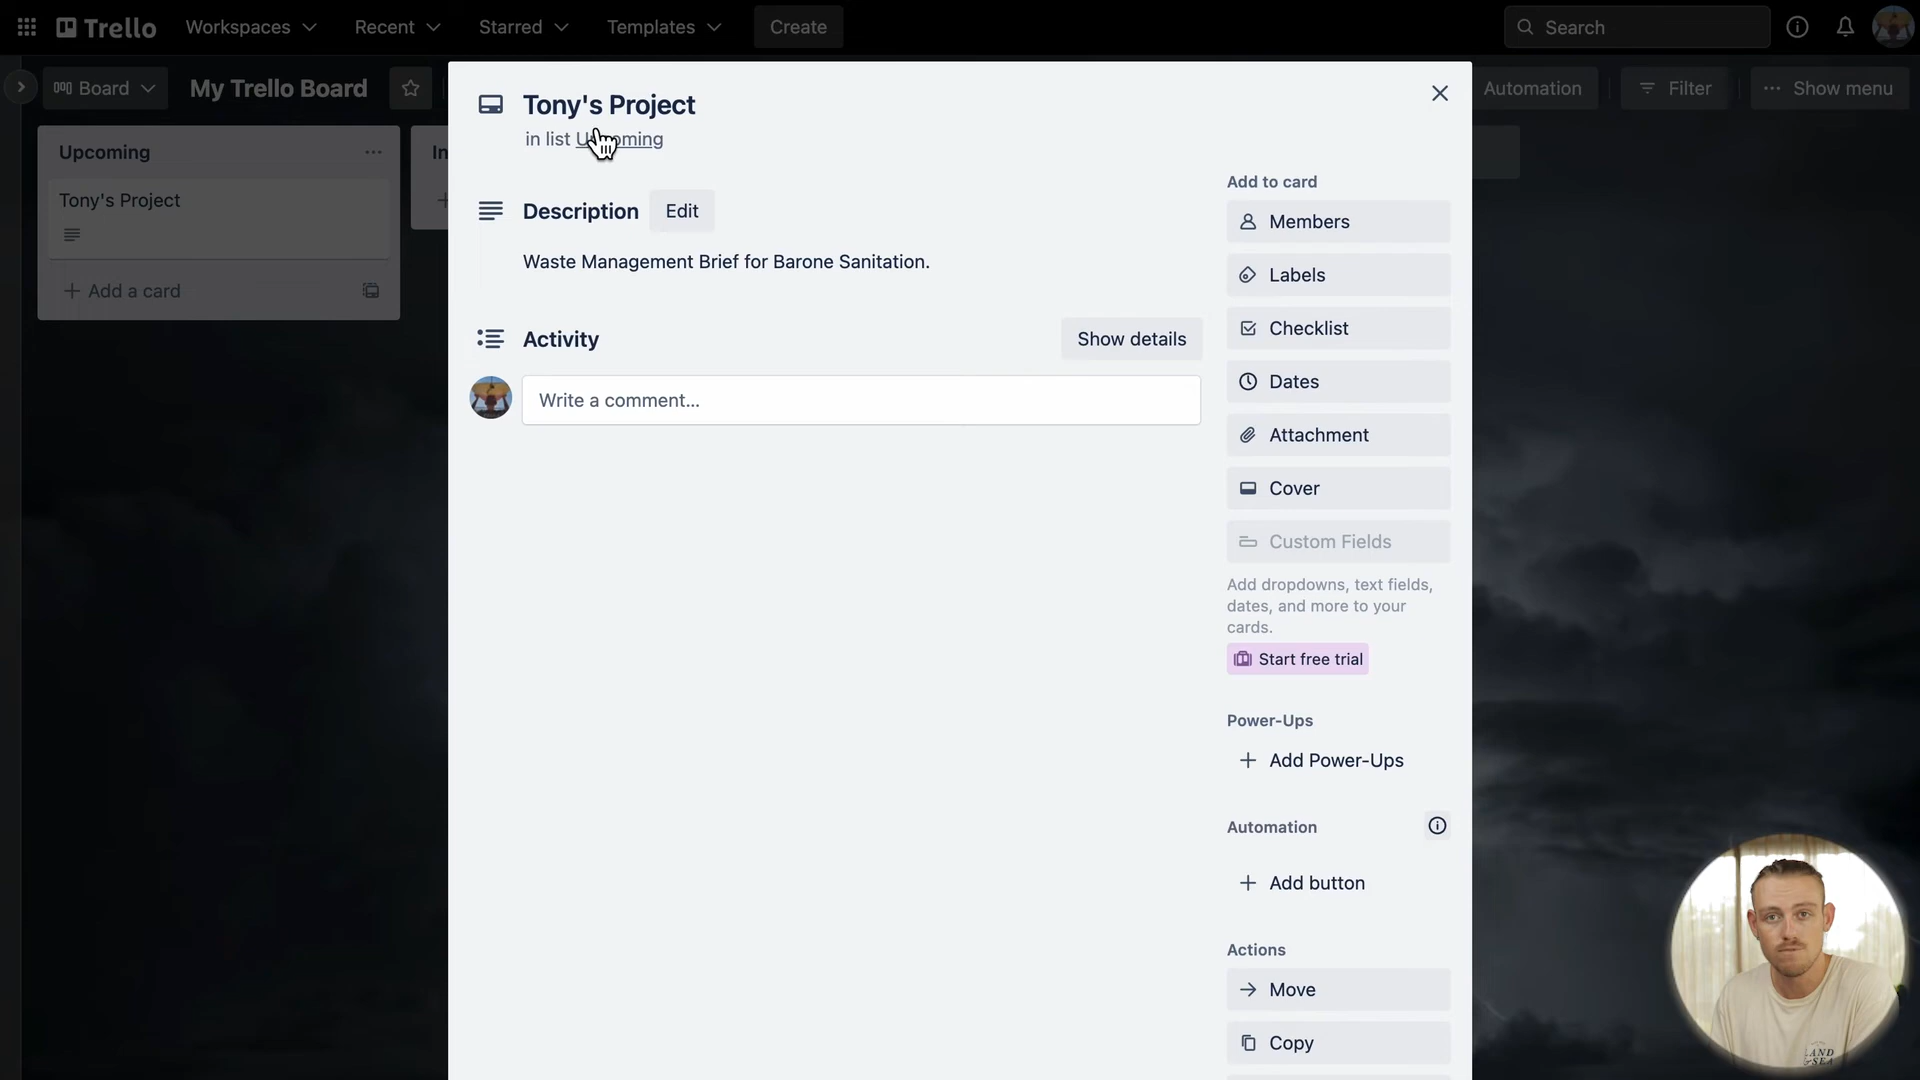 Trello
Workspaces
Recent
Starred
Templates
Create
Search
Board
My Trello Board
Automation
Filter
Show menu
Upcoming
Tony's Project
Add a card
In
Tony's Project
in list Upcoming
Description
Edit
Waste Management Brief for Barone Sanitation.
Activity
Show details
Write a comment...
Add to card
Members
Labels
Checklist
Dates
Attachment
Cover
Custom Fields
Add dropdowns, text fields,
dates, and more to your
cards.
Start free trial
Power-Ups
Add Power-Ups
Automation
Add button
Actions
Move
Copy